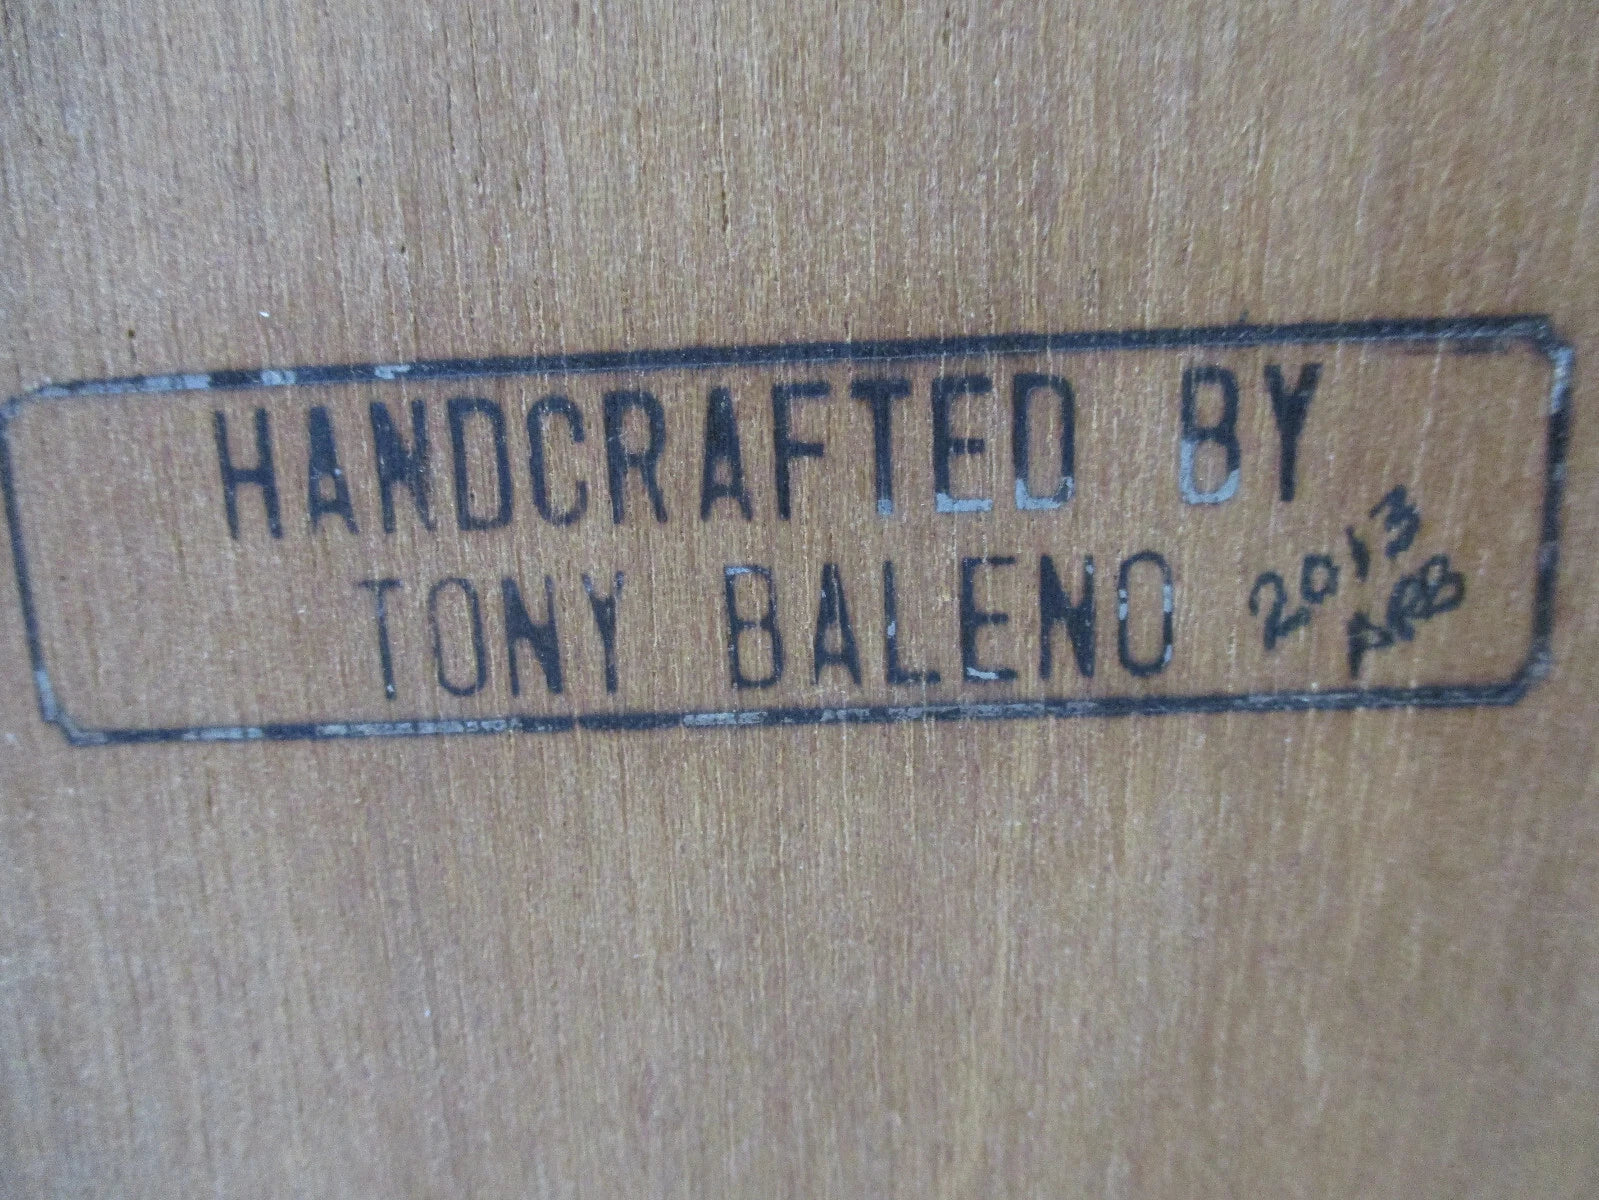 HANDCRAFTED BY
TONY BALENO
2013
ARB